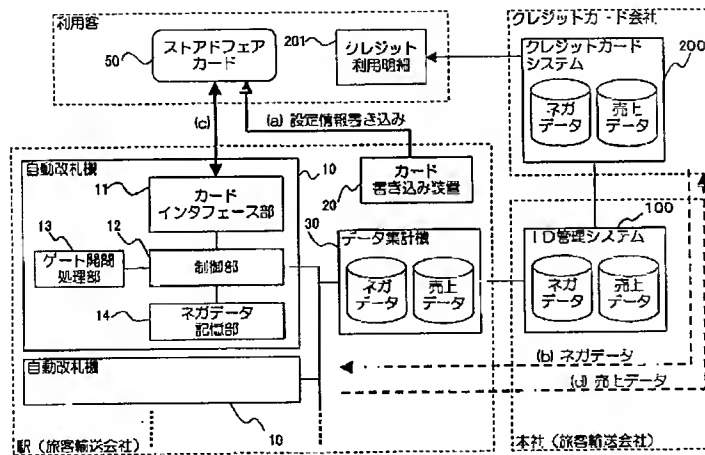 利用客
50
ストアドフェア
カード
201
シレジット
利用明細
クレジットカード会社
クレジットカード
システム
200
ネガ
データ
売上
データ
(c)
(a) 設定情報書き込み
自動改札機
10
11
カード
インタフェース部
20
カード
書き込み装置
13
ゲート開閉
処理部
12
制御部
14
ネガデータ
記憶部
30
データ集計機
ネガ
データ
売上
データ
100
ID管理システム
ネガ
データ
売上
データ
(b) ネガデータ
(d) 売上データ
自動改札機
10
駅（旅客輸送会社）
本社（旅客輸送会社）